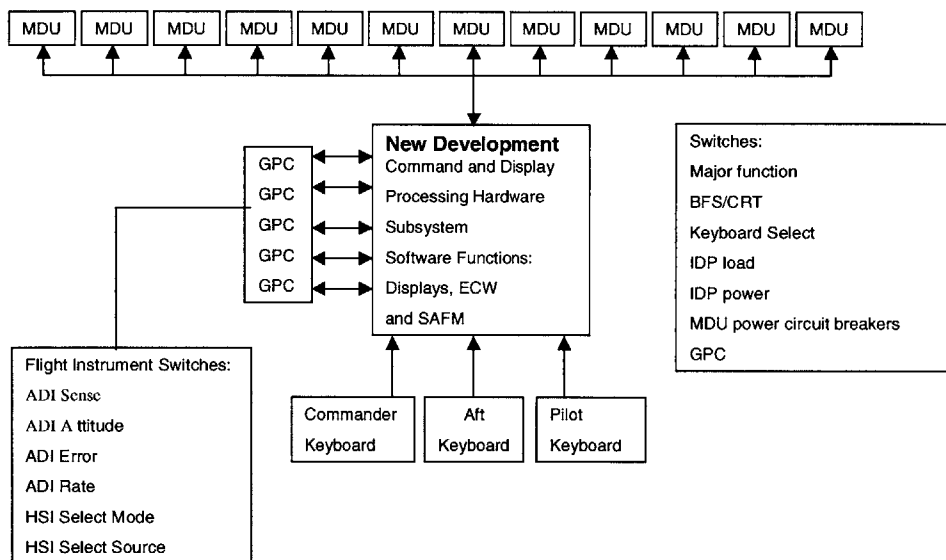 MDU MDU MDU MDU MDU MDU MDU MDU MDU MDU MDU MDU
New Development
Command and Display
Processing Hardware
Subsystem
Software Functions:
Displays, ECW
and SAFM
GPC
GPC
GPC
GPC
GPC
Switches:
Major function
BFS/CRT
Keyboard Select
IDP load
IDP power
MDU power circuit breakers
GPC
Flight Instrument Switches:
ADI Sense
ADI A ttitude
ADI Error
ADI Rate
HSI Select Mode
HSI Select Source
Commander
Keyboard
Aft
Keyboard
Pilot
Keyboard